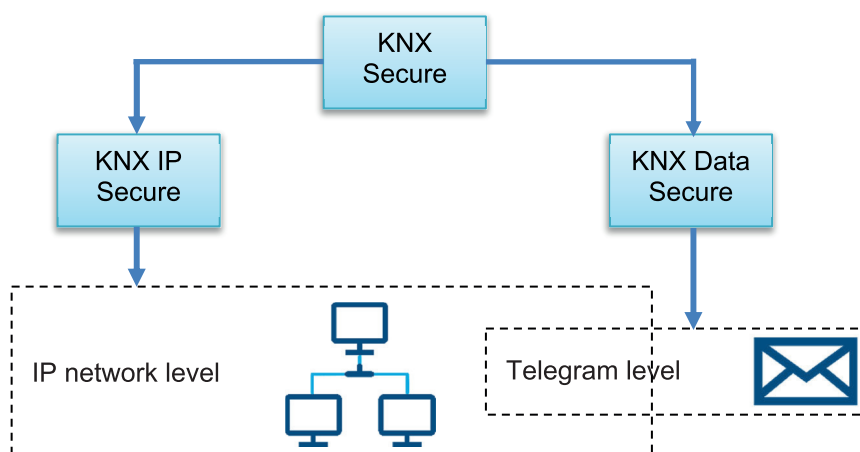 KNX
Secure
KNX IP
Secure
KNX Data
Secure
IP network level
Telegram level